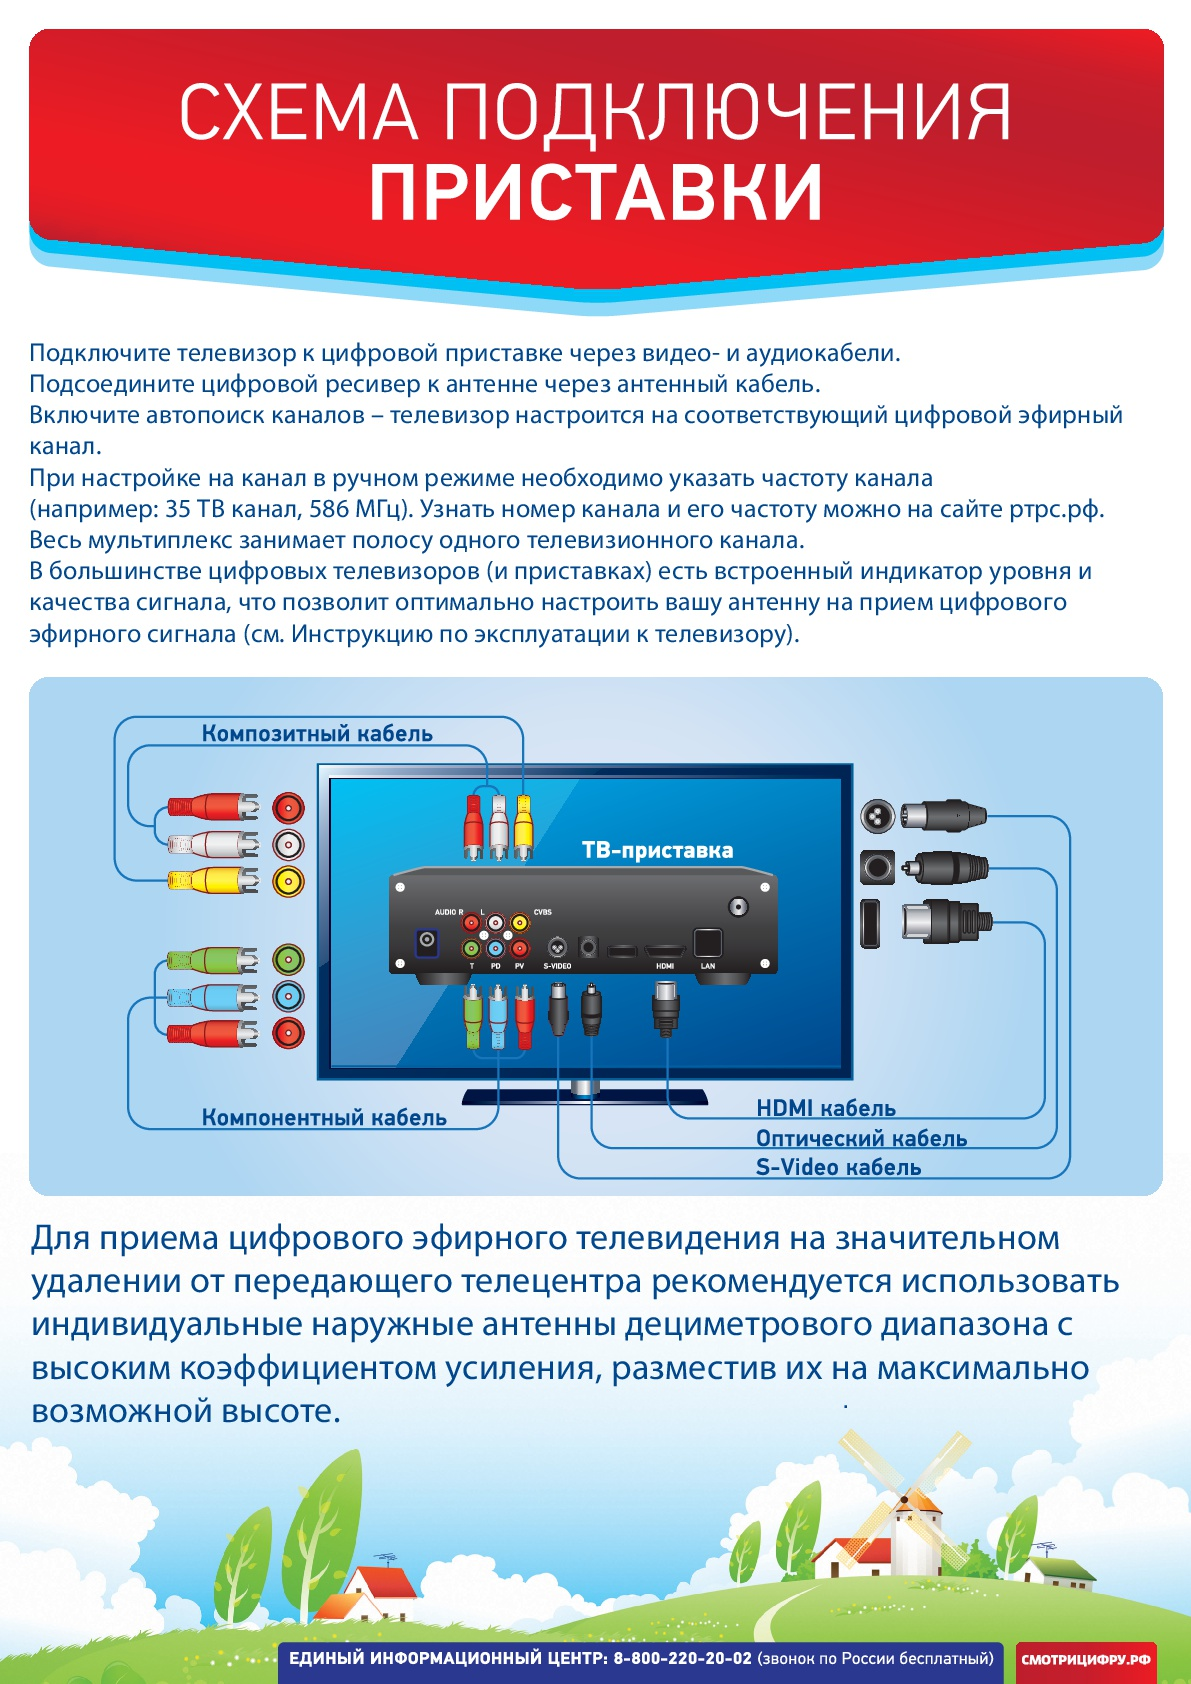 СХЕМА ПОДКЛЮЧЕНИЯ
ПРИСТАВКИ
Подключите телевизор к цифровой приставке через видео- и аудиокабели.
Подсоедините цифровой ресивер к антенне через антенный кабель.
Включите автопоиск каналов – телевизор настроится на соответствующий цифровой эфирный
канал.
При настройке на канал в ручном режиме необходимо указать частоту канала
(например: 35 ТВ канал, 586 МГц). Узнать номер канала и его частоту можно на сайте ртрс.рф.
Весь мультиплекс занимает полосу одного телевизионного канала.
В большинстве цифровых телевизоров (и приставках) есть встроенный индикатор уровня и
качества сигнала, что позволит оптимально настроить вашу антенну на прием цифрового
эфирного сигнала (см. Инструкцию по эксплуатации к телевизору).
Композитный кабель
ТВ-приставка
AUDIO R L CVBS
T PD PV S-VIDEO HDMI LAN
HDMI кабель
Компонентный кабель
Оптический кабель
S-Video кабель
Для приема цифрового эфирного телевидения на значительном
удалении от передающего телецентра рекомендуется использовать
индивидуальные наружные антенны дециметрового диапазона с
высоким коэффициентом усиления, разместив их на максимально
возможной высоте.
ЕДИНЫЙ ИНФОРМАЦИОННЫЙ ЦЕНТР: 8-800-220-20-02 (звонок по России бесплатный)
СМОТРИЦИФРУ.РФ